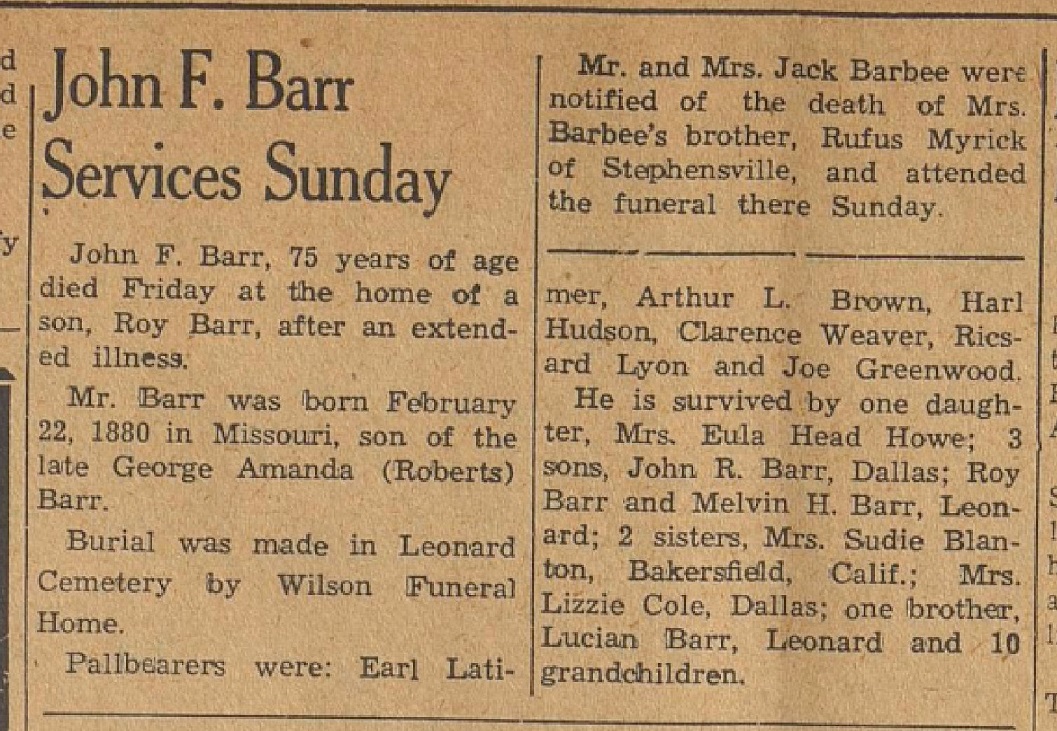 John F. Barr
Services Sunday
John F. Barr, 75 years of age
died Friday at the home of a
son, Roy Barr, after an extend-
ed illness.
Mr. Barr was born February
22, 1880 in Missouri, son of the
late George Amanda (Roberts)
Barr.
Burial was made in Leonard
Cemetery by Wilson Funeral
Home.
Pallbearers were: Earl Lati-
Mr. and Mrs. Jack Barbee were
notified of the death of Mrs.
Barbee's brother, Rufus Myrick
of Stephensville, and attended
the funeral there Sunday.
mer, Arthur L. Brown, Harl
Hudson, Clarence Weaver, Rics-
ard Lyon and Joe Greenwood.
He is survived by one daugh-
ter, Mrs. Eula Head Howe; 3
sons, John R. Barr, Dallas; Roy
Barr and Melvin H. Barr, Leon-
ard; 2 sisters, Mrs. Sudie Blan-
ton, Bakersfield, Calif.; Mrs.
Lizzie Cole, Dallas; one brother,
Lucian Barr, Leonard and 10
grandchildren.